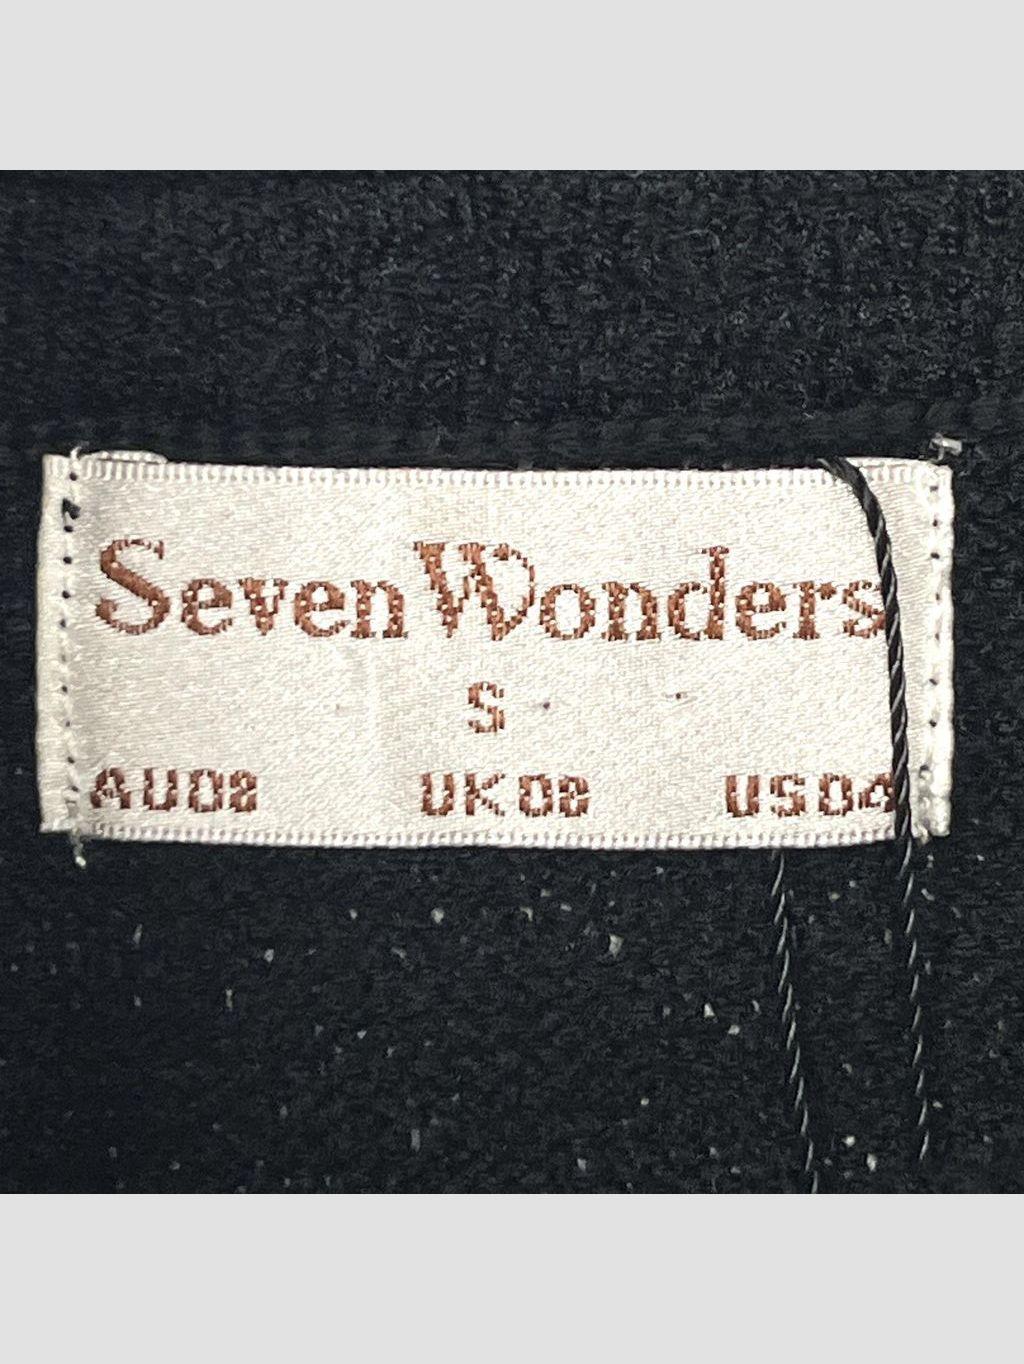 Seven Wonders
S
AU08 UK08 US04